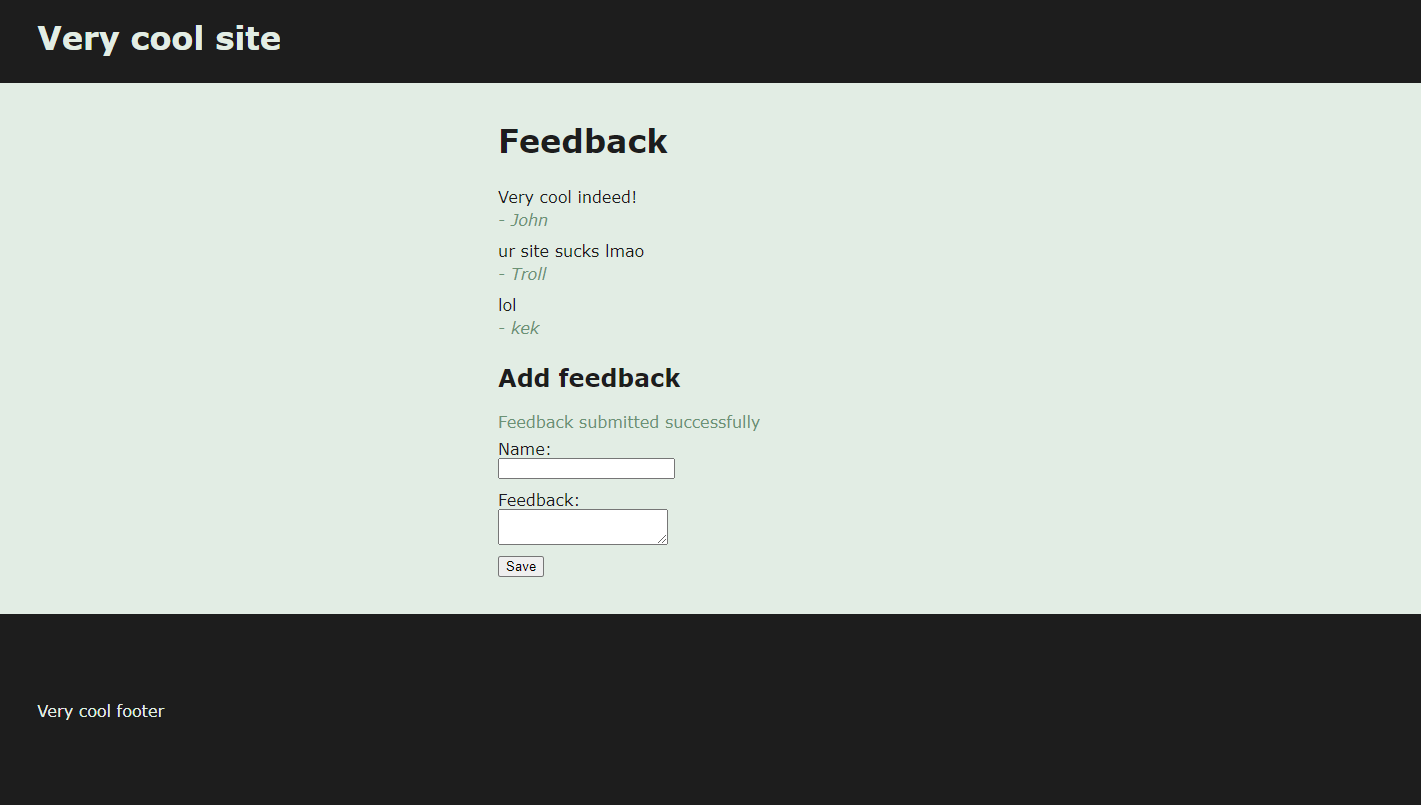 Very cool site
Feedback
Very cool indeed!
- John
ur site sucks lmao
- Troll
lol
- kek
Add feedback
Feedback submitted successfully
Name:
Feedback:
Save
Very cool footer